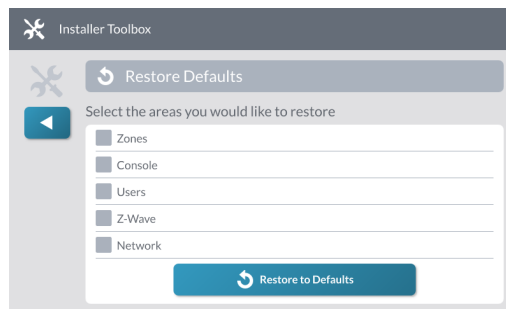 Installer Toolbox
Restore Defaults
Select the areas you would like to restore
Zones
Console
Users
Z-Wave
Network
Restore to Defaults